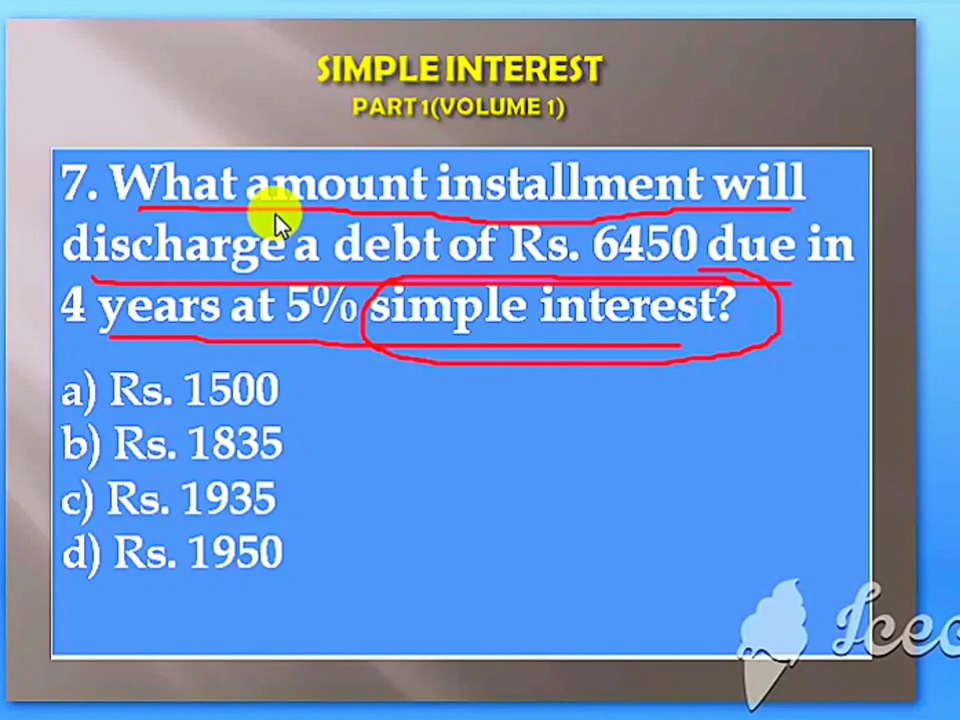 SIMPLE INTEREST
PART 1(VOLUME 1)
7. What amount installment will
discharge a debt of Rs. 6450 due in
4 years at 5% simple interest?
a) Rs. 1500
b) Rs. 1835
c) Rs. 1935
d) Rs. 1950